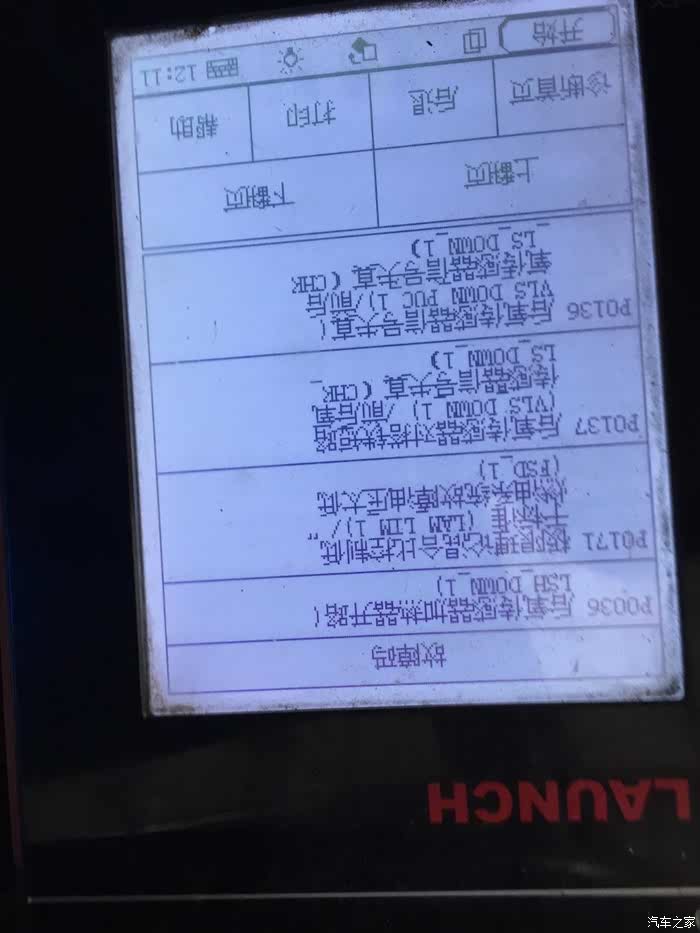 LAUNCH
故障码
P0036 后氧传感器加热器开路(
LSH_DOWN_1)
P0171 极限理论混合比控制低
于标准 (LAM_LIM_1)/"
燃油系统故障油压太低
(FSD_1)
P0137 后氧传感器对搭铁短路
(VLS_DOWN_1) /前后氧
传感器信号失真 (CHK_
LS_DOWN_1)
P0136 后氧传感器信号失真(
VLS_DOWN_PUC_1)/前后
氧传感器信号失真 (CHK
_LS_DOWN_1)
上翻页 下翻页
诊断首页 后退 打印 帮助
开始 12:11
汽车之家